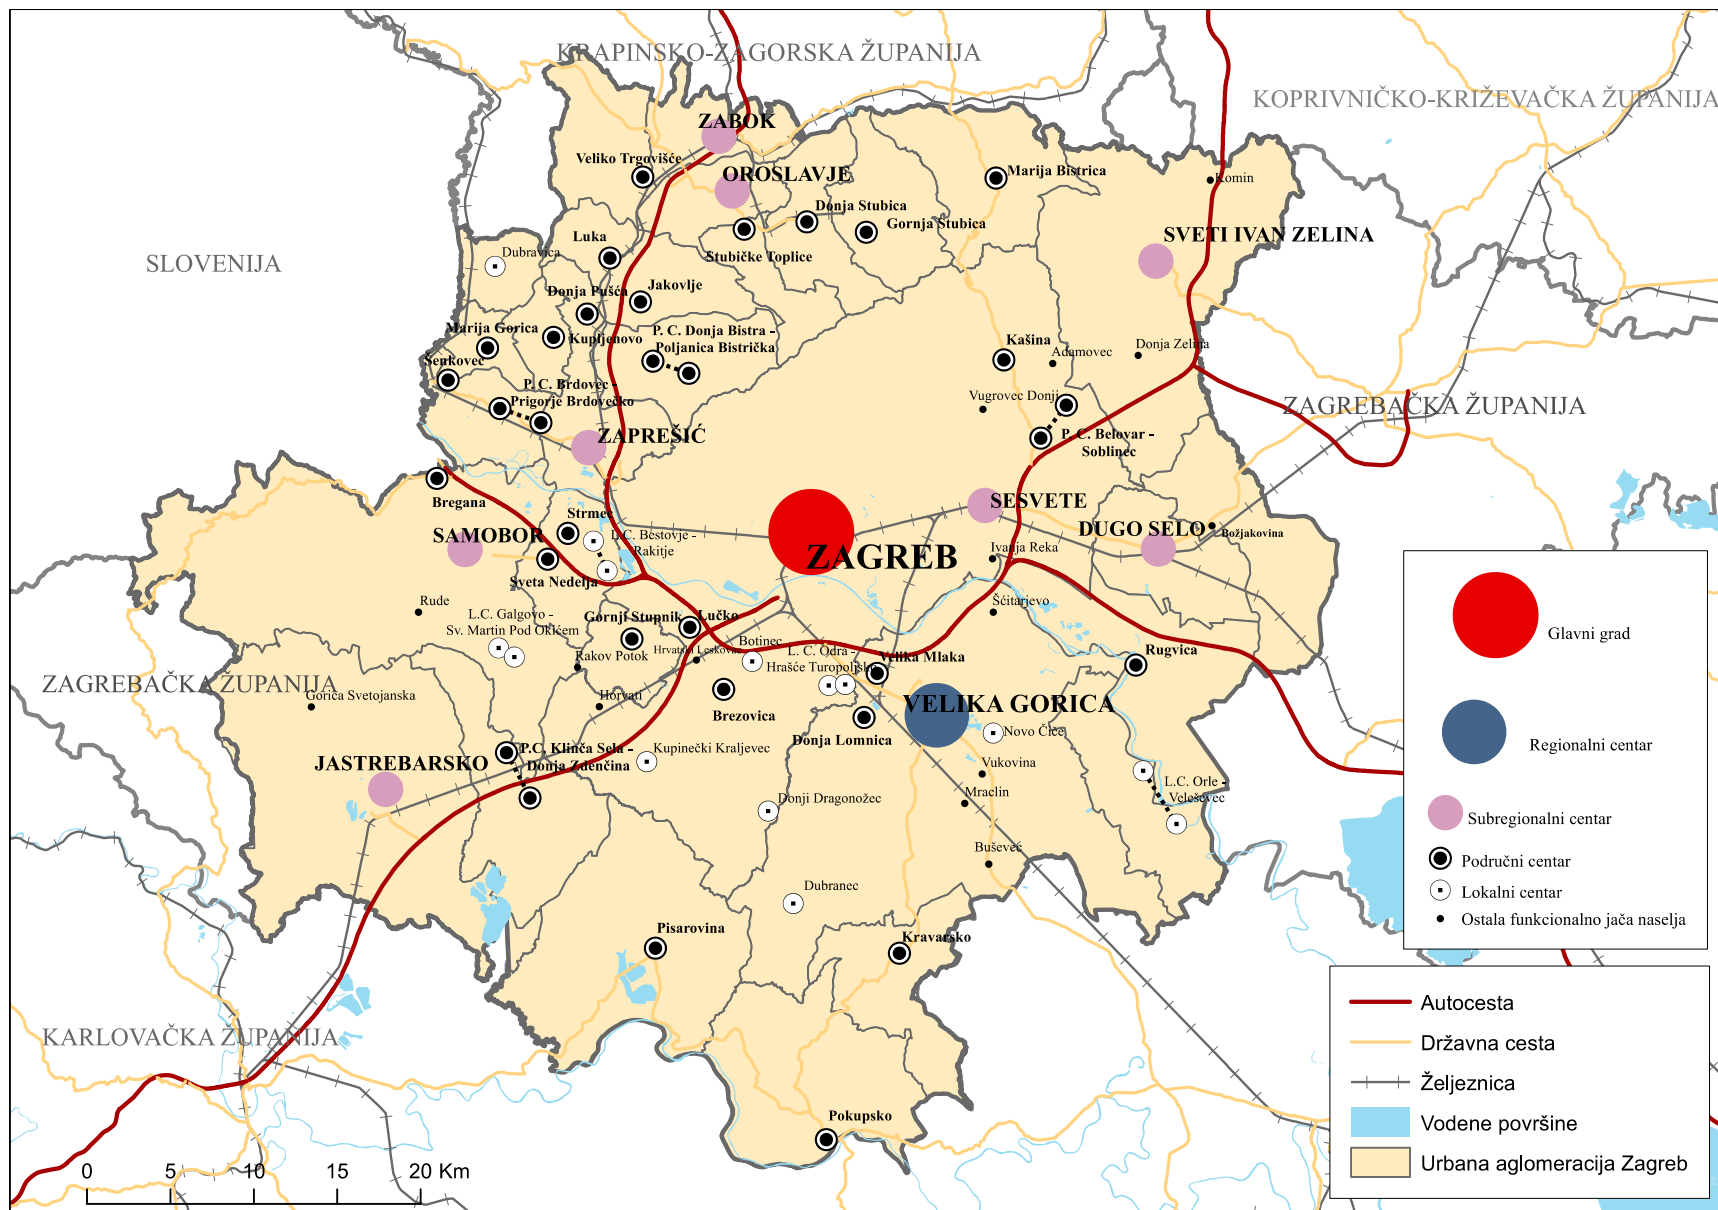 KRAPINSKO-ZAGORSKA ŽUPANIJA
KOPRIVNIČKO-KRIŽEVAČKA ŽUPANIJA
ZABOK
Veliko Trgovišće
OROSLAVJE
Marija Bistrica
Komin
Donja Stubica
Gornja Stubica
SVETI IVAN ZELINA
Luka
Dubravica
Stubičke Toplice
SLOVENIJA
Donja Pušća
Jakovlje
Marija Gorica
Kupljenovo
P. C. Donja Bistra -
Poljanica Bistrička
Kašina
Adamovec
Donja Zelina
Šenkovec
P. C. Brdovec -
Prigorje Brdovečko
Vugrovec Donji
ZAGREBAČKA ŽUPANIJA
ZAPREŠIĆ
P. C. Belovar -
Soblinec
Bregana
SESVETE
Strmec
SAMOBOR
L.C. Bestovje -
Rakitje
DUGO SELO
Božjakovina
ZAGREB
Ivanja Reka
Sveta Nedelja
Rude
L.C. Galgovo -
Sv. Martin Pod Okićem
Gornji Stupnik
Lučko
Šćitarjevo
Botinec
Hrvatski Leskovac
L. C. Odra -
Hrašće Turopoljsko
Velika Mlaka
Rugvica
Rakov Potok
ZAGREBAČKA ŽUPANIJA
Gorica Svetojanska
Horvati
Brezovica
VELIKA GORICA
Donja Lomnica
Novo Čiče
P.C. Klinča Sela -
Donja Zdenčina
Kupinečki Kraljevec
JASTREBARSKO
Vukovina
Mraclin
L.C. Orle -
Veleševec
Donji Dragonožec
Buševec
Dubranec
Pisarovina
Kravarsko
KARLOVAČKA ŽUPANIJA
Pokupsko
0 5 10 15 20 Km
Glavni grad
Regionalni centar
Subregionalni centar
Područni centar
Lokalni centar
Ostala funkcionalno jača naselja
Autocesta
Državna cesta
Željeznica
Vodene površine
Urbana aglomeracija Zagreb